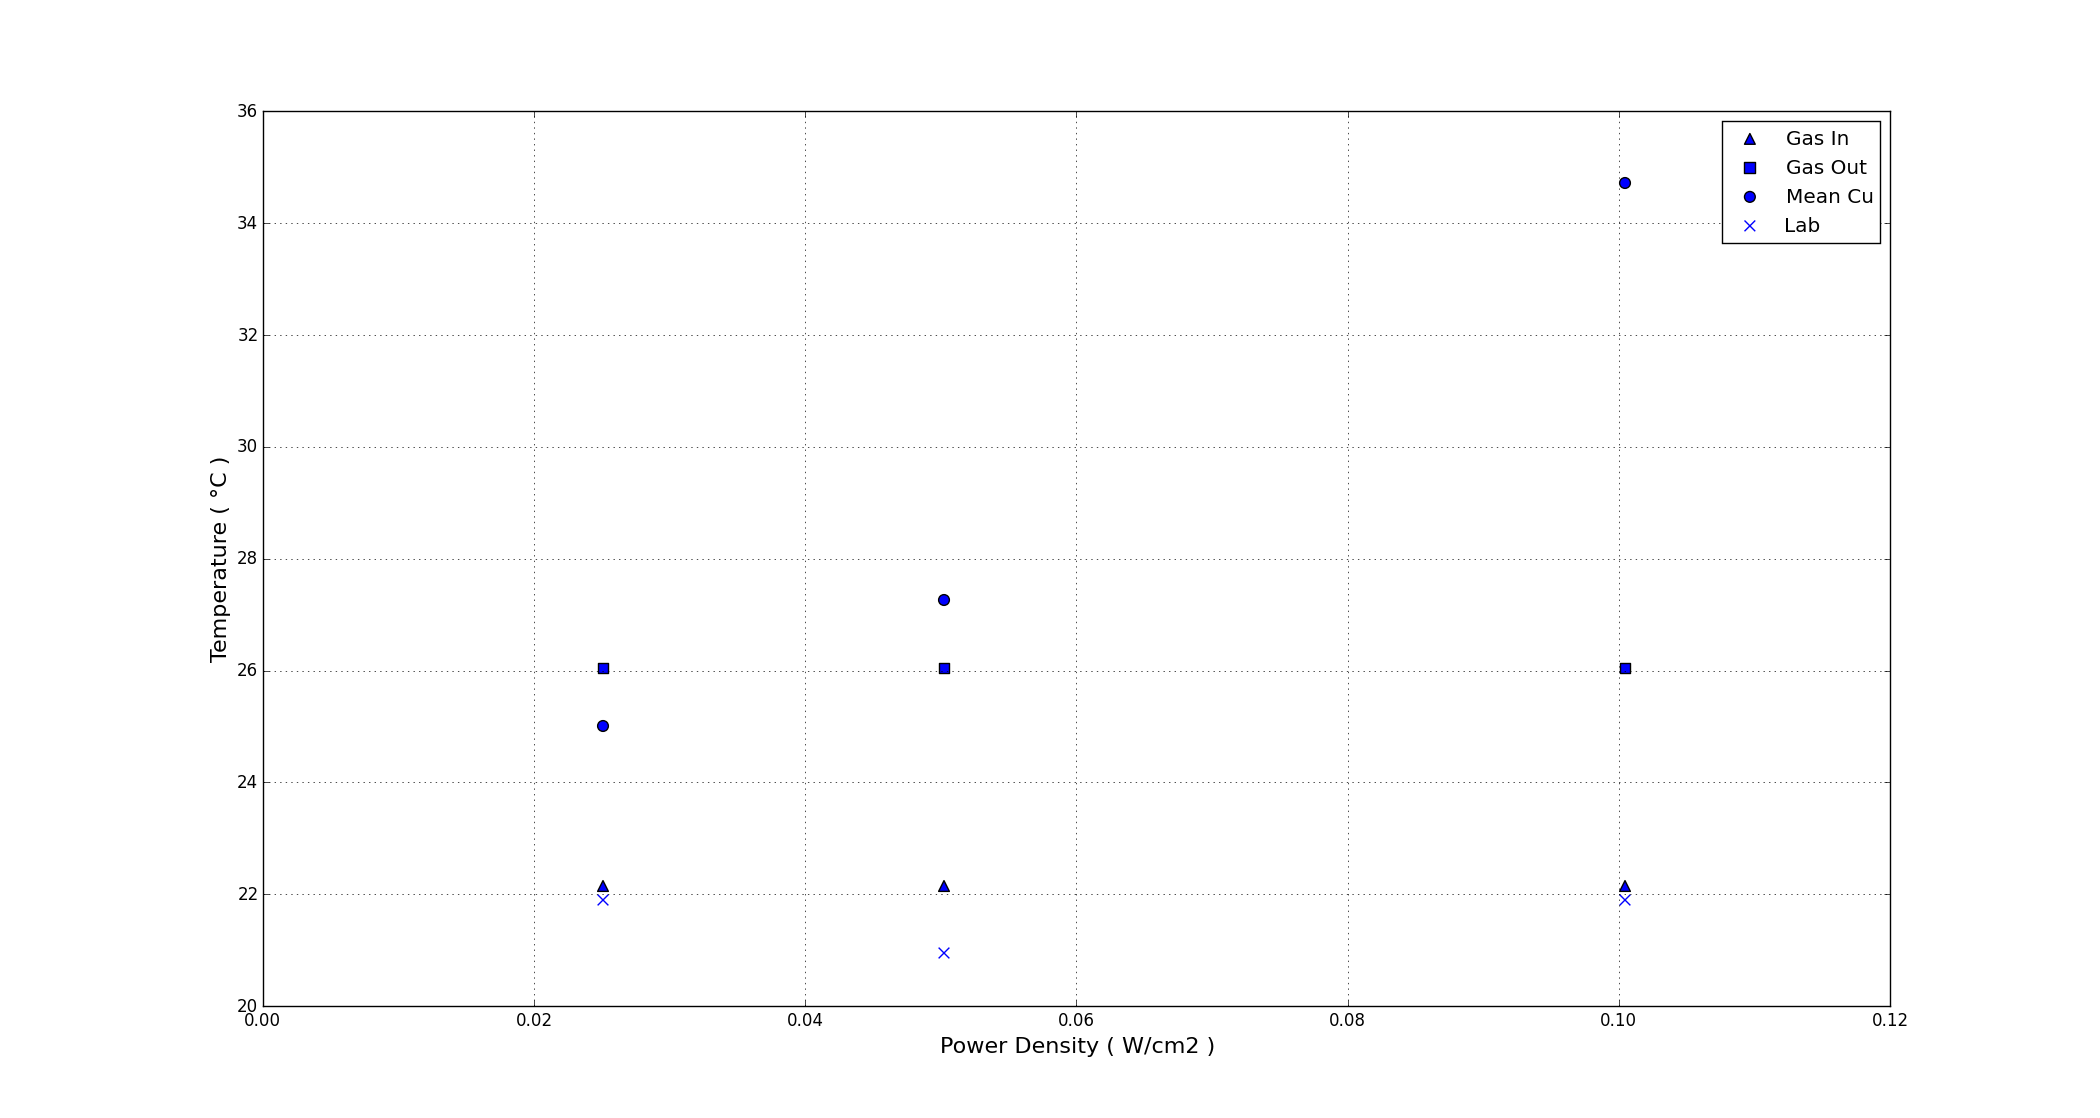 36
34
32
30
28
26
24
22
20
Temperature ( °C )
Gas In
Gas Out
Mean Cu
Lab
0.00 0.02 0.04 0.06 0.08 0.10 0.12
Power Density ( W/cm2 )